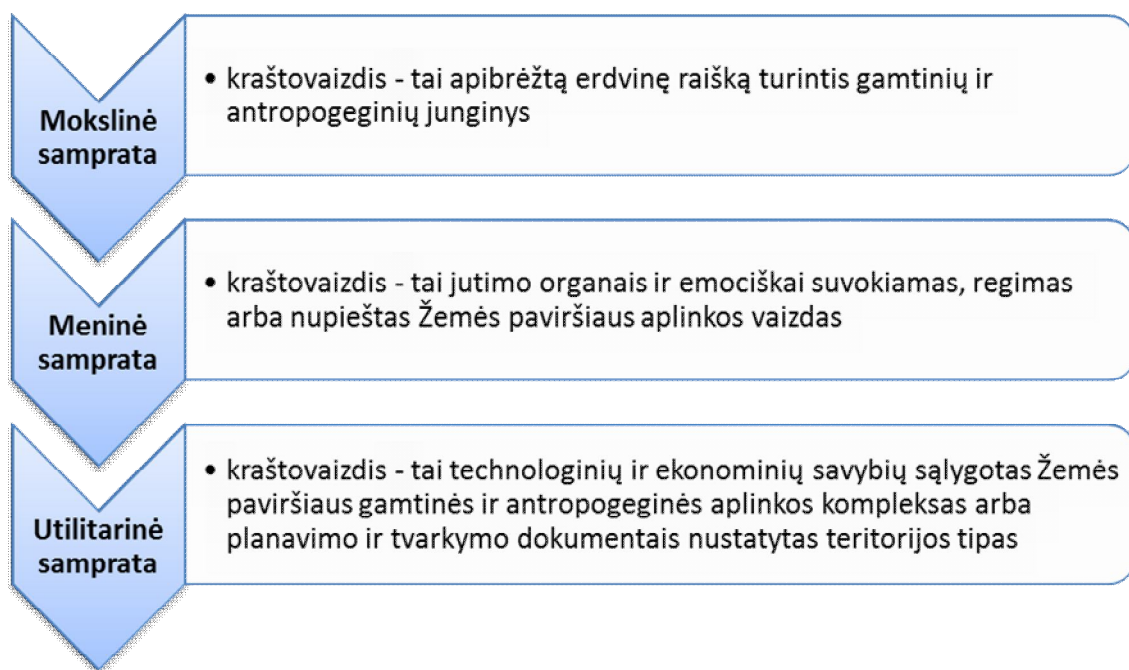 Mokslinė
samprata
• kraštovaizdis - tai apibrėžtą erdvinę raišką turintis gamtinių ir
antropogeginių junginys
Meninė
samprata
• kraštovaizdis - tai jutimo organais ir emociškai suvokiamas, regimas
arba nupieštas Žemės paviršiaus aplinkos vaizdas
Utilitarinė
samprata
• kraštovaizdis - tai technologinių ir ekonominių savybių sąlygotas Žemės
paviršiaus gamtinės ir antropogeginės aplinkos kompleksas arba
planavimo ir tvarkymo dokumentais nustatytas teritorijos tipas